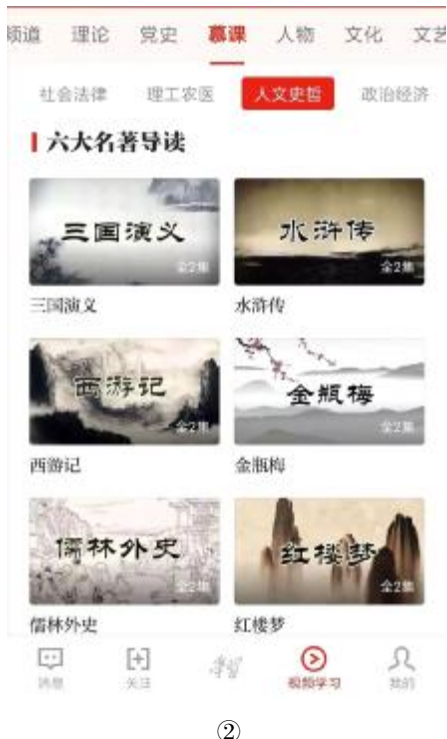 频道 理论 党史 慕课 人物 文化 文艺
社会法律 理工农医 人文史哲 政治经济
六大名著导读
三国演义 水浒传
全2集 全2集
三国演义 水浒传
西游记 金瓶梅
全2集 全2集
西游记 金瓶梅
儒林外史 红楼梦
全2集 全2集
儒林外史 红楼梦
学习
消息 关注 视频学习 我的
②